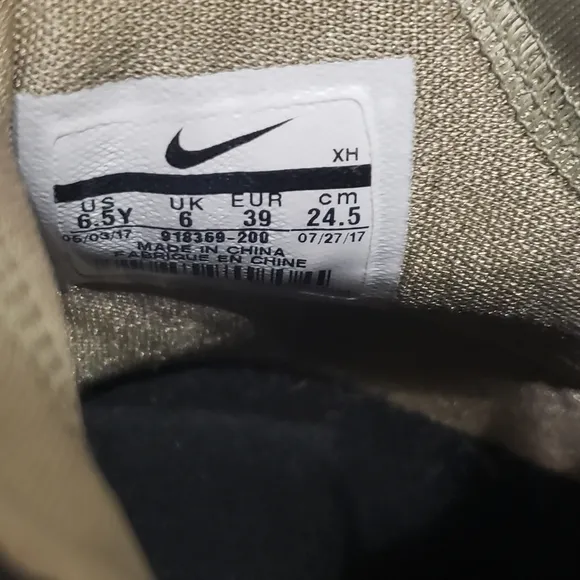 XH
US UK EUR cm
6.5Y 6 39 24.5
05/03/17 918369-200 07/27/17
MADE IN CHINA
FABRIQUE EN CHINE